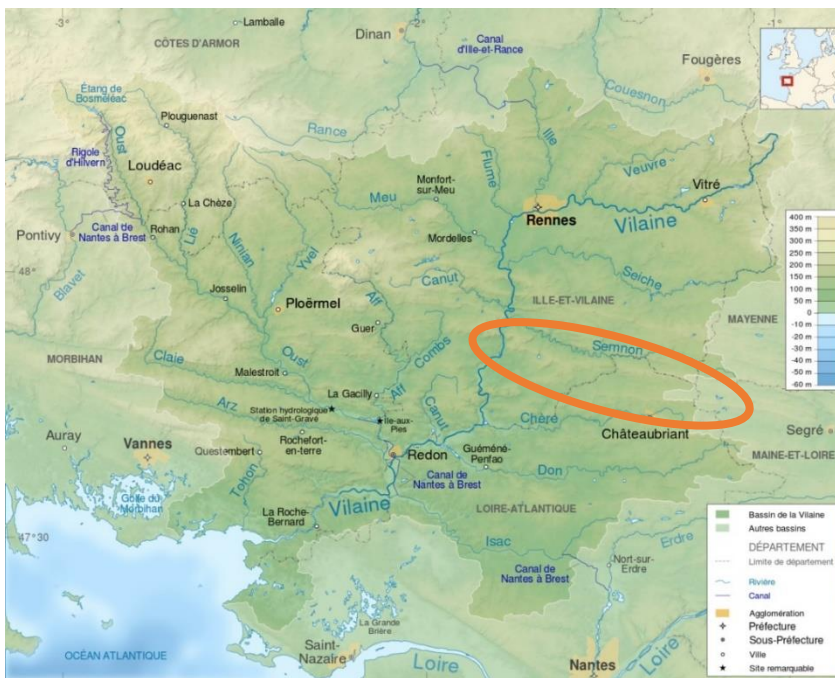 Lamballe
Dinan
-2°
-1°
CÔTES D'ARMOR
Canal
d'Ille-et-Rance
Fougères
Étang de
Bosméléac
Couesnon
Plouguenast
Rance
Ille
Oust
Rigole
d'Hilvern
Loudéac
Flume
Veuvre
Monfort-
sur-Meu
Vitré
Meu
La Chèze
Rennes
Vilaine
400 m
350 m
300 m
250 m
200 m
150 m
100 m
50 m
0
-10 m
-20 m
-30 m
-40 m
-50 m
-60 m
Pontivy
Canal de
Nantes à Brest
Rohan
Lié
Ninian
Yvel
Mordelles
48°
Blavet
Josselin
Canut
Seiche
Ploërmel
Aff
ILLE-ET-VILAINE
Guer
MAYENNE
Combs
Semnon
MORBIHAN
Claie
Oust
Malestroit
La Gacilly
Aff
Arz
Station hydrologique
de Saint-Gravé
Ile-aux-
Pies
Canut
Chère
Châteaubriant
Segré
Auray
Vannes
Rochefort-
en-terre
Questembert
Redon
Guéméné-
Penfao
Don
MAINE-ET-LOIRE
Tohon
Canal de
Nantes à Brest
Golfe du
Morbihan
La Roche-
Bernard
Vilaine
LOIRE-ATLANTIQUE
47°30
Isac
Erdre
Nort-sur-
Erdre
Canal de
Nantes à Brest
La Grande
Brière
Saint-
Nazaire
OCÉAN ATLANTIQUE
Loire
Nantes
Loire
Bassin de la Vilaine
Autres bassins
DÉPARTEMENT
Limite de département
Rivière
Canal
Agglomération
Préfecture
Sous-Préfecture
Ville
Site remarquable